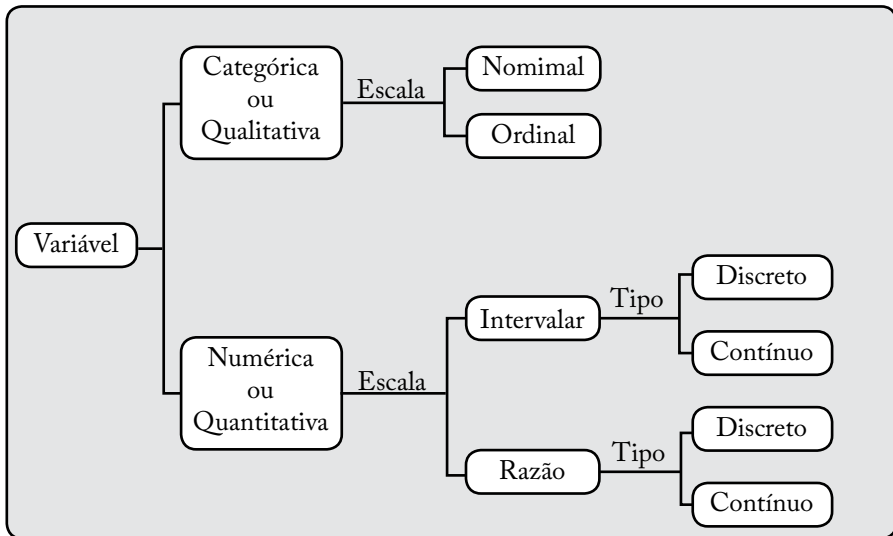 Variável
Categórica
ou
Qualitativa
Escala
Nomimal
Ordinal
Numérica
ou
Quantitativa
Escala
Intervalar
Tipo
Discreto
Contínuo
Razão
Tipo
Discreto
Contínuo